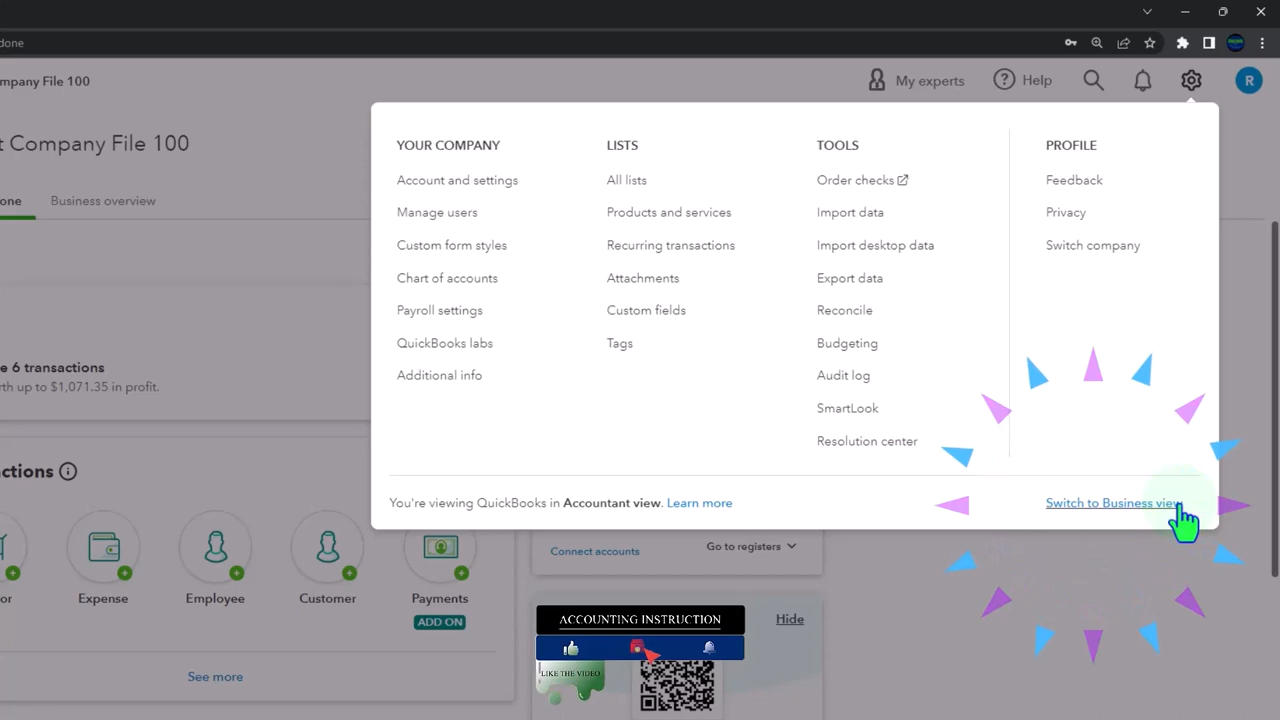 done
mpany File 100
My experts
Help
R
t Company File 100
one
Business overview
YOUR COMPANY
Account and settings
Manage users
Custom form styles
Chart of accounts
Payroll settings
QuickBooks labs
Additional info
LISTS
All lists
Products and services
Recurring transactions
Attachments
Custom fields
Tags
TOOLS
Order checks
Import data
Import desktop data
Export data
Reconcile
Budgeting
Audit log
SmartLook
Resolution center
PROFILE
Feedback
Privacy
Switch company
You're viewing QuickBooks in Accountant view. Learn more
Switch to Business view
e 6 transactions
rth up to $1,071.35 in profit.
ctions
or
Expense
Employee
Customer
Payments
ADD ON
See more
Connect accounts
Go to registers
ACCOUNTING INSTRUCTION
LIKE THE VIDEO
Hide